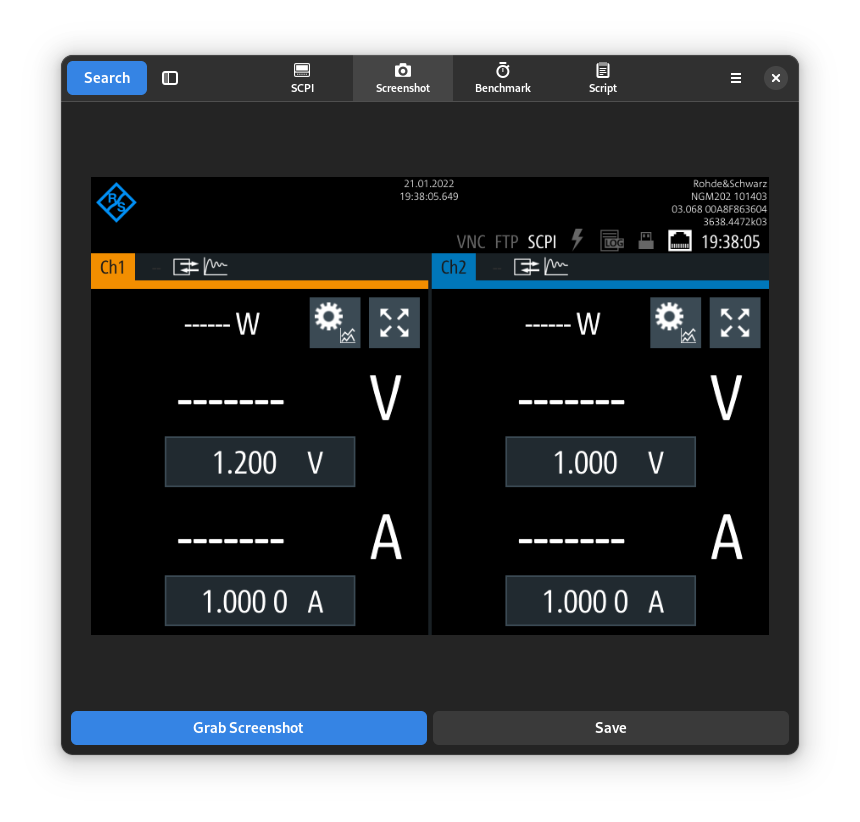 Search
SCPI
Screenshot
Benchmark
Script
R S
21.01.2022
19:38:05.649
Rohde&Schwarz
NGM202 101403
03.068 00A8F863604
3638.4472k03
VNC FTP SCPI LOG 19:38:05
Ch1 --
Ch2 --
------ W
------ W
------- V
------- V
1.200 V
1.000 V
------- A
------- A
1.000 0 A
1.000 0 A
Grab Screenshot
Save